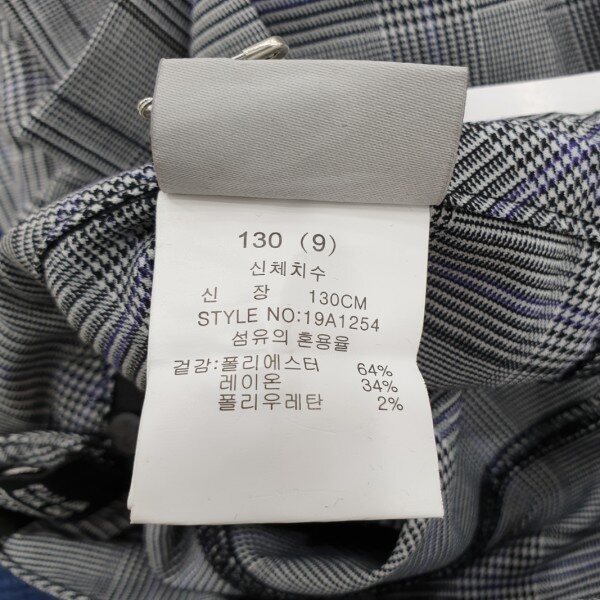 130 (9)
신체치수
신 장 130CM
STYLE NO:19A1254
섬유의 혼용율
겉감:폴리에스터 64%
레이온 34%
폴리우레탄 2%